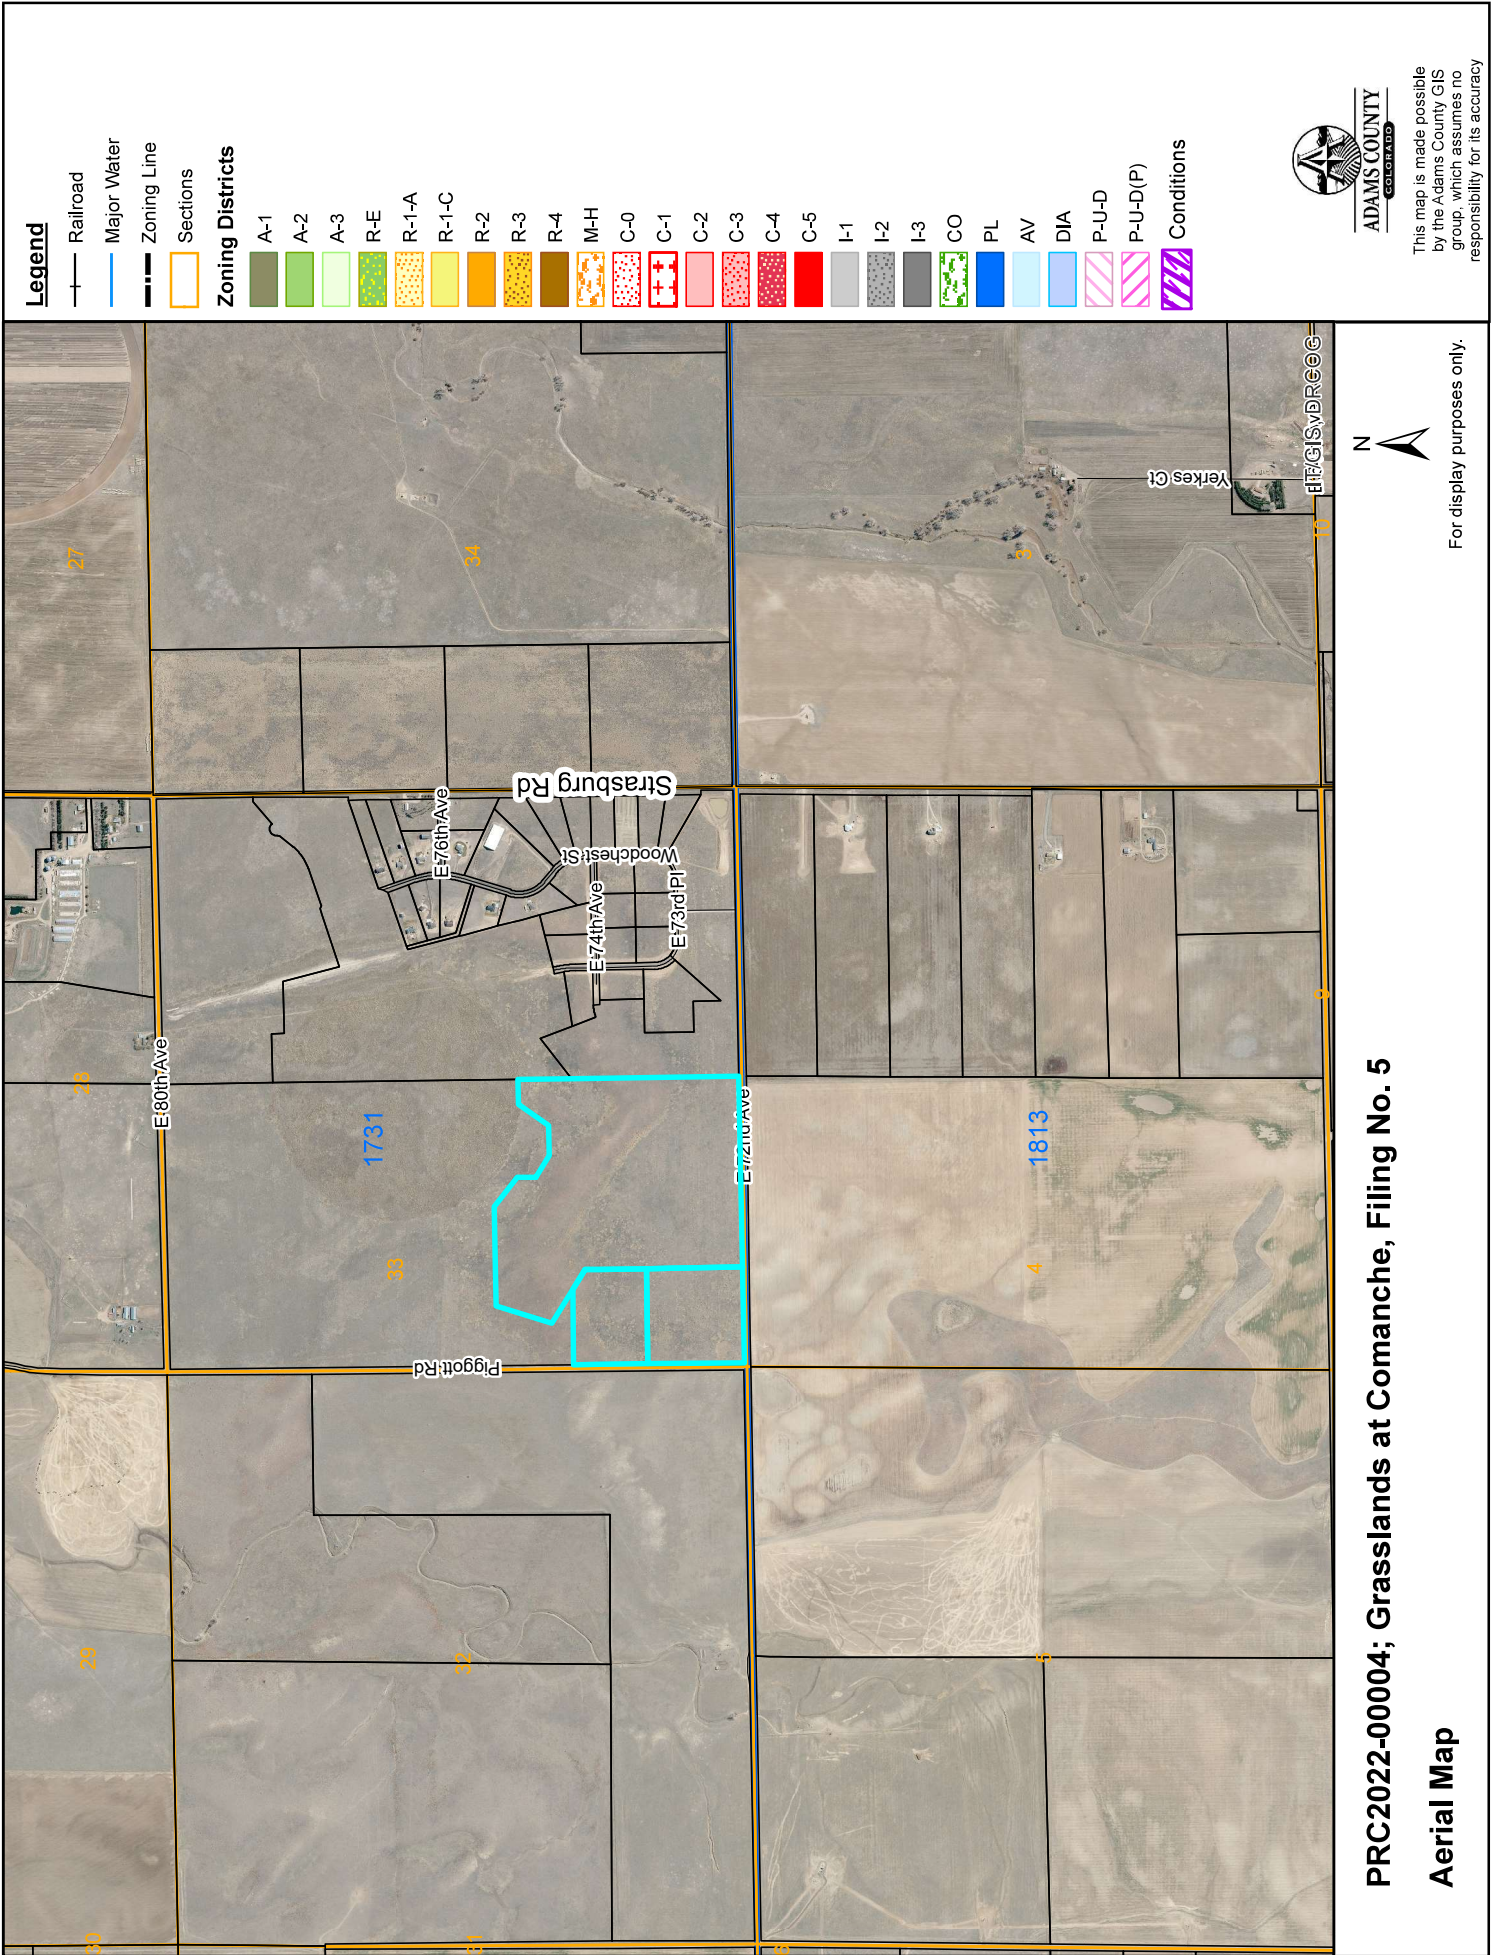 Legend
Railroad
Major Water
Zoning Line
Sections
Zoning Districts
A-1
A-2
A-3
R-E
R-1-A
R-1-C
R-2
R-3
R-4
M-H
C-0
C-1
C-2
C-3
C-4
C-5
I-1
I-2
I-3
CO
PL
AV
DIA
P-U-D
P-U-D(P)
Conditions
ADAMS COUNTY
COLORADO
This map is made possible
by the Adams County GIS
group, which assumes no
responsibility for its accuracy
27
34
3
10
Yerkes Ct
Strasburg Rd
E 76th Ave
Woodchest St
E 74th Ave
E 73rd Pl
9
28
E 80th Ave
1731
E 72nd Ave
1813
33
4
Piggott Rd
29
32
5
30
31
6
N
For display purposes only.
PRC2022-00004; Grasslands at Comanche, Filing No. 5
Aerial Map